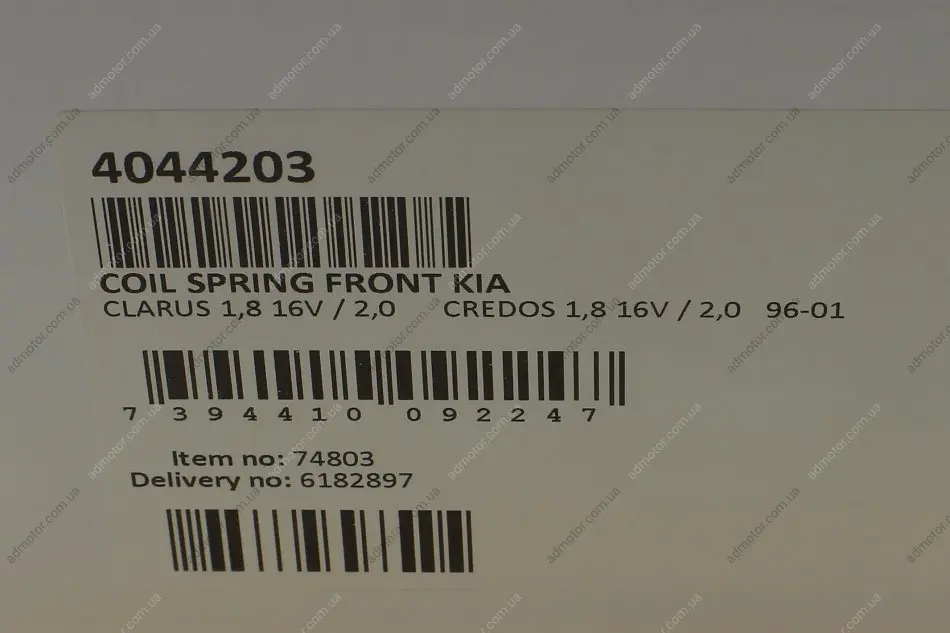 4044203
COIL SPRING FRONT KIA
CLARUS 1,8 16V / 2,0 CREDOS 1,8 16V / 2,0 96-01
7 394410 092247
Item no: 74803
Delivery no: 6182897
admotor.com.ua